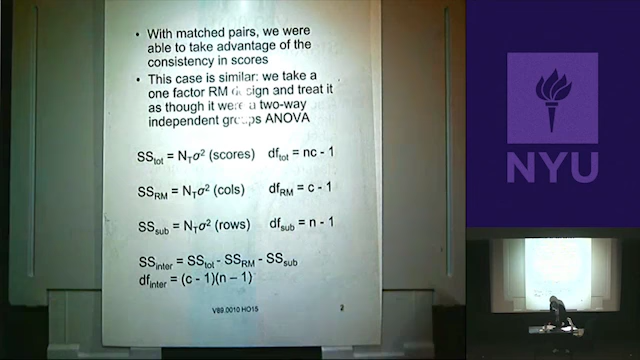 • With matched pairs, we were
able to take advantage of the
consistency in scores
• This case is similar: we take a
one factor RM design and treat it
as though it were a two-way
independent groups ANOVA
SStot = NTσ² (scores) dftot = nc - 1
SSRM = NTσ² (cols) dfRM = c - 1
SSsub = NTσ² (rows) dfsub = n - 1
SSinter = SStot - SSRM - SSsub
dfinter = (c - 1)(n – 1)
V89.0010 HO15 2
NYU